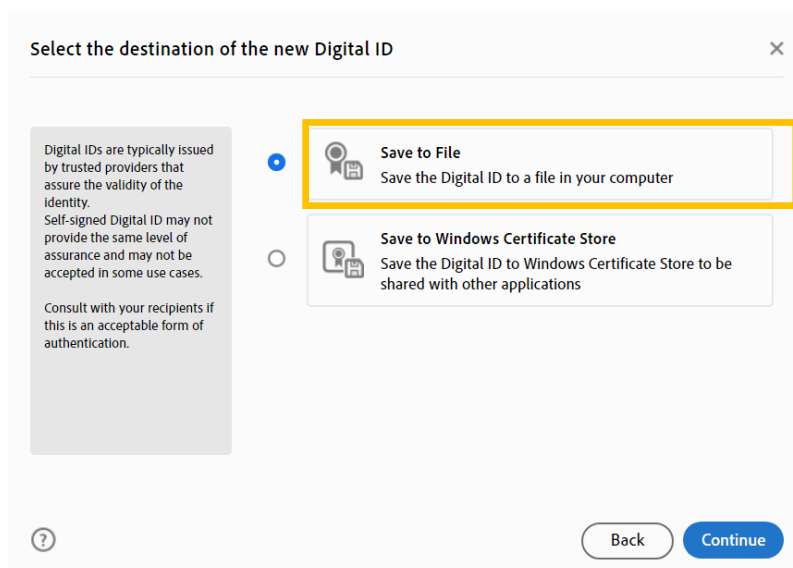 Select the destination of the new Digital ID
Digital IDs are typically issued
by trusted providers that
assure the validity of the
identity.
Self-signed Digital ID may not
provide the same level of
assurance and may not be
accepted in some use cases.
Consult with your recipients if
this is an acceptable form of
authentication.
Save to File
Save the Digital ID to a file in your computer
Save to Windows Certificate Store
Save the Digital ID to Windows Certificate Store to be
shared with other applications
?
Back
Continue